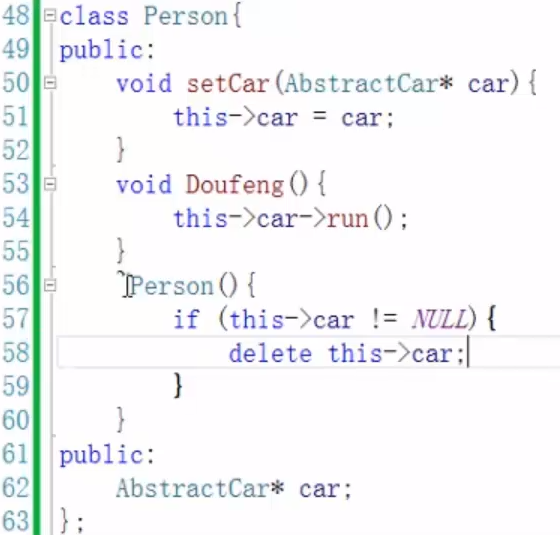 48 class Person{
49 public:
50     void setCar(AbstractCar* car){
51         this->car = car;
52     }
53     void Doufeng(){
54         this->car->run();
55     }
56     ~Person(){
57         if (this->car != NULL){
58             delete this->car;
59         }
60     }
61 public:
62     AbstractCar* car;
63 };